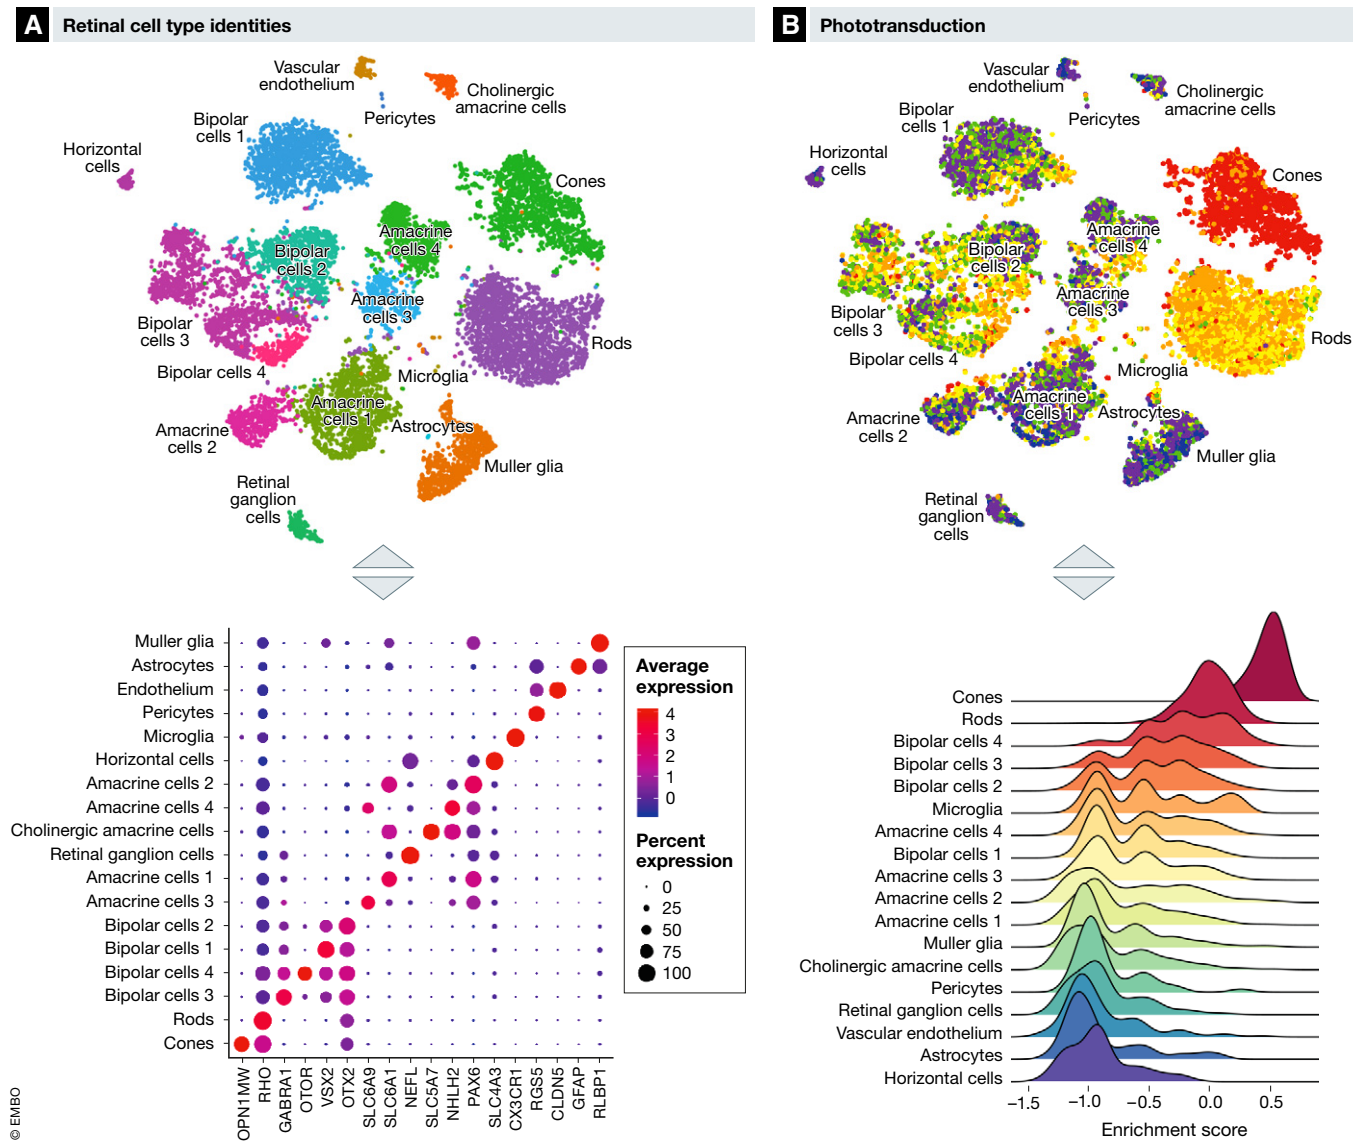 A Retinal cell type identities
Vascular
endothelium
Cholinergic
amacrine cells
Pericytes
Bipolar
cells 1
Horizontal
cells
Cones
Amacrine
cells 4
Bipolar
cells 2
Amacrine
cells 3
Bipolar
cells 3
Rods
Bipolar cells 4
Microglia
Amacrine
cells 1
Amacrine
cells 2
Astrocytes
Muller glia
Retinal
ganglion
cells
Muller glia
Astrocytes
Endothelium
Pericytes
Microglia
Horizontal cells
Amacrine cells 2
Amacrine cells 4
Cholinergic amacrine cells
Retinal ganglion cells
Amacrine cells 1
Amacrine cells 3
Bipolar cells 2
Bipolar cells 1
Bipolar cells 4
Bipolar cells 3
Rods
Cones
OPN1MW
RHO
GABRA1
OTOR
VSX2
OTX2
SLC6A9
SLC6A1
NEFL
SLC5A7
NHLH2
PAX6
SLC4A3
CX3CR1
RGS5
CLDN5
GFAP
RLBP1
Average
expression
4
3
2
1
0
Percent
expression
0
25
50
75
100
© EMBO
B Phototransduction
Vascular
endothelium
Cholinergic
amacrine cells
Pericytes
Bipolar
cells 1
Horizontal
cells
Cones
Amacrine
cells 4
Bipolar
cells 2
Amacrine
cells 3
Bipolar
cells 3
Rods
Bipolar cells 4
Microglia
Amacrine
cells 1
Astrocytes
Amacrine
cells 2
Muller glia
Retinal
ganglion
cells
Cones
Rods
Bipolar cells 4
Bipolar cells 3
Bipolar cells 2
Microglia
Amacrine cells 4
Bipolar cells 1
Amacrine cells 3
Amacrine cells 2
Amacrine cells 1
Muller glia
Cholinergic amacrine cells
Pericytes
Retinal ganglion cells
Vascular endothelium
Astrocytes
Horizontal cells
−1.5 −1.0 −0.5 0.0 0.5
Enrichment score